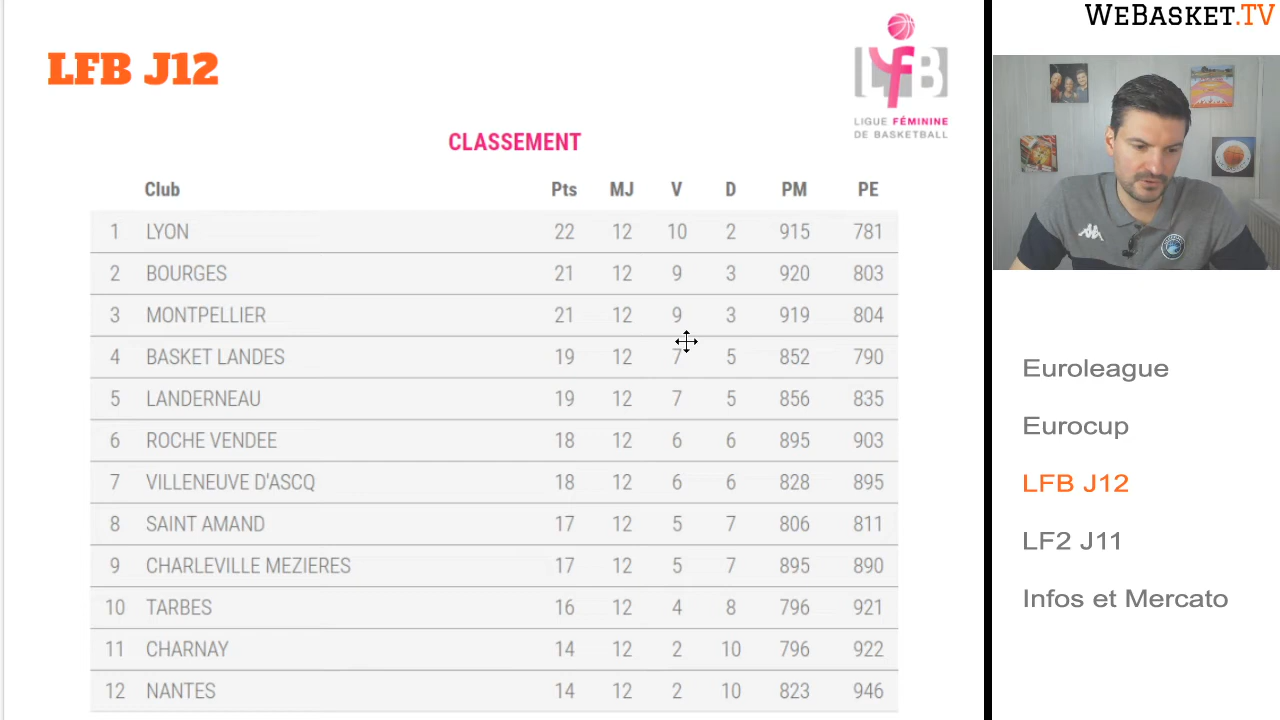 WEBASKET.TV
LFB J12
LFB
LIGUE FÉMININE
DE BASKETBALL
CLASSEMENT
Club Pts MJ V D PM PE
1 LYON 22 12 10 2 915 781
2 BOURGES 21 12 9 3 920 803
3 MONTPELLIER 21 12 9 3 919 804
4 BASKET LANDES 19 12 7 5 852 790
5 LANDERNEAU 19 12 7 5 856 835
6 ROCHE VENDEE 18 12 6 6 895 903
7 VILLENEUVE D'ASCQ 18 12 6 6 828 895
8 SAINT AMAND 17 12 5 7 806 811
9 CHARLEVILLE MEZIERES 17 12 5 7 895 890
10 TARBES 16 12 4 8 796 921
11 CHARNAY 14 12 2 10 796 922
12 NANTES 14 12 2 10 823 946
Euroleague
Eurocup
LFB J12
LF2 J11
Infos et Mercato